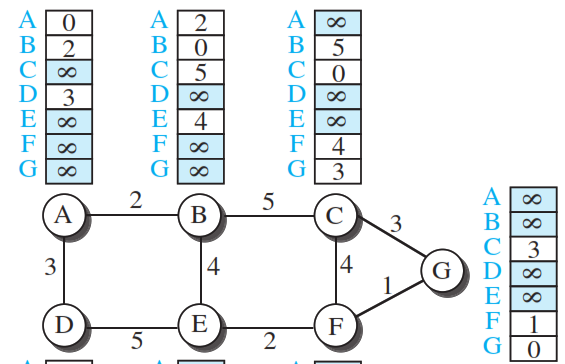 A 0 A 2 A ∞
B 2 B 0 B 5
C ∞ C 5 C 0
D 3 D ∞ D ∞
E ∞ E 4 E ∞
F ∞ F ∞ F 4
G ∞ G ∞ G 3
2 5
A B C
3
A ∞
B ∞
C 3
D ∞
E ∞
F 1
G 0
3 4 4 G
1
D E F
5 2